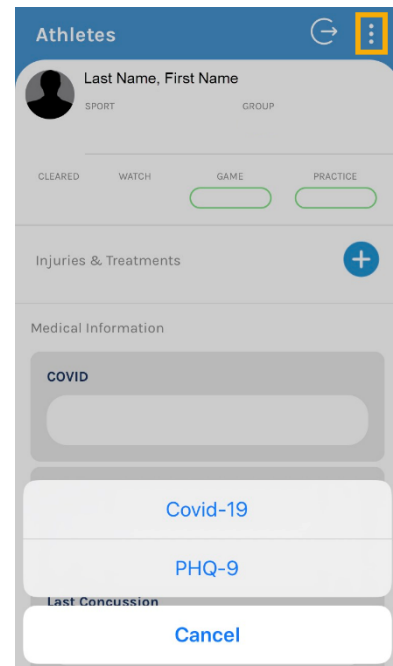 Athletes
Last Name, First Name
SPORT GROUP
CLEARED WATCH GAME PRACTICE
Injuries & Treatments
Medical Information
COVID
Covid-19
PHQ-9
Last Concussion
Cancel